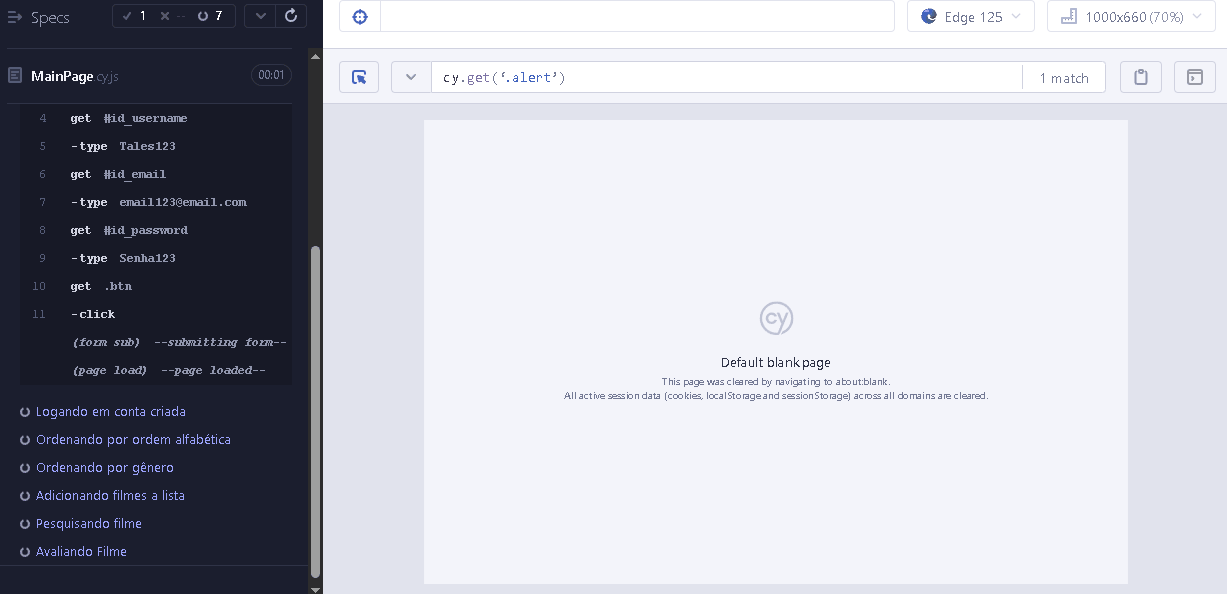 Specs
1
--
7
MainPage.cy.js
00:01
4 get #id_username
5 -type Tales123
6 get #id_email
7 -type email123@email.com
8 get #id_password
9 -type Senha123
10 get .btn
11 -click
(form sub) --submitting form--
(page load) --page loaded--
Logando em conta criada
Ordenando por ordem alfabética
Ordenando por gênero
Adicionando filmes a lista
Pesquisando filme
Avaliando Filme
Edge 125
1000x660 (70%)
cy.get(‘.alert’)
1 match
cy
Default blank page
This page was cleared by navigating to about:blank.
All active session data (cookies, localStorage and sessionStorage) across all domains are cleared.